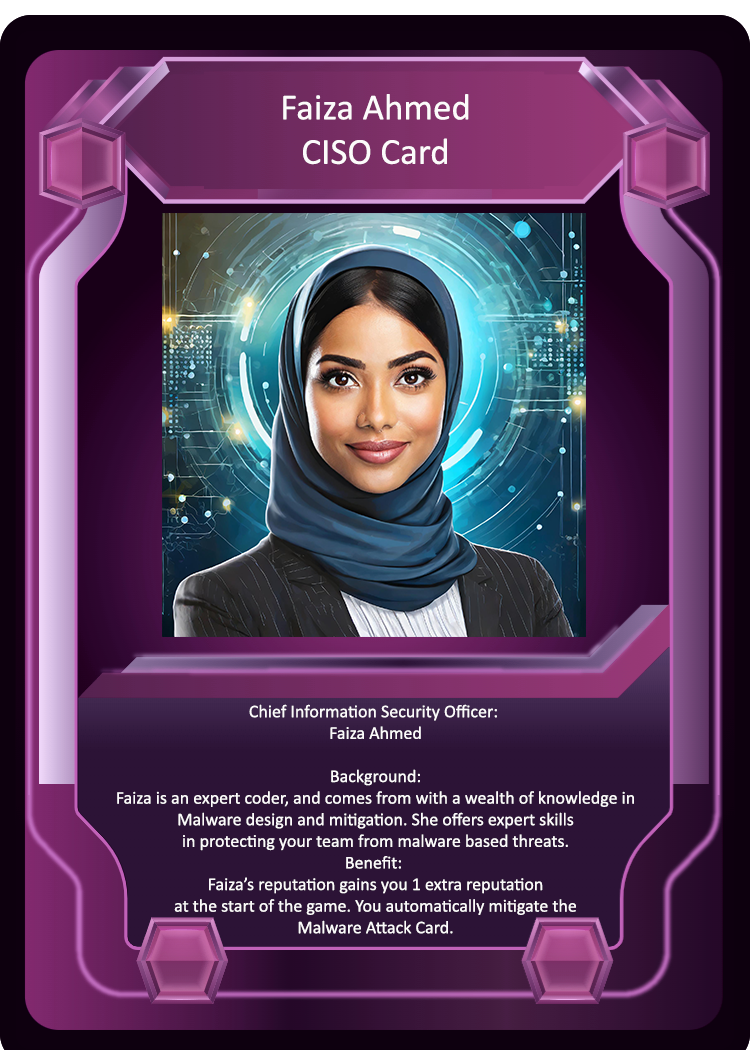 Faiza Ahmed
CISO Card
Chief Information Security Officer:
Faiza Ahmed
Background:
Faiza is an expert coder, and comes from with a wealth of knowledge in
Malware design and mitigation. She offers expert skills
in protecting your team from malware based threats.
Benefit:
Faiza’s reputation gains you 1 extra reputation
at the start of the game. You automatically mitigate the
Malware Attack Card.